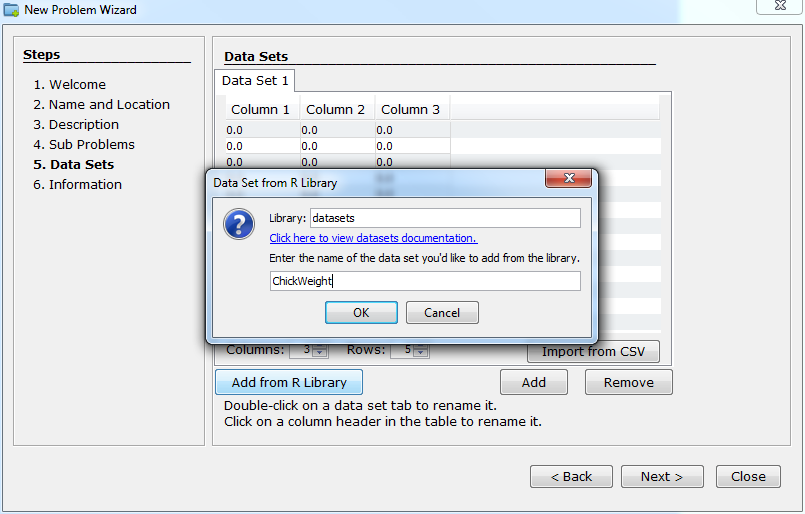 New Problem Wizard
Steps
1. Welcome
2. Name and Location
3. Description
4. Sub Problems
5. Data Sets
6. Information
Data Sets
Data Set 1
Column 1 Column 2 Column 3
0.0 0.0 0.0
0.0 0.0 0.0
0.0 0.0 0.0
Data Set from R Library
Library: datasets
Click here to view datasets documentation.
Enter the name of the data set you'd like to add from the library.
ChickWeight
OK Cancel
Columns: 3 Rows: 5 Import from CSV
Add from R Library Add Remove
Double-click on a data set tab to rename it.
Click on a column header in the table to rename it.
< Back Next > Close